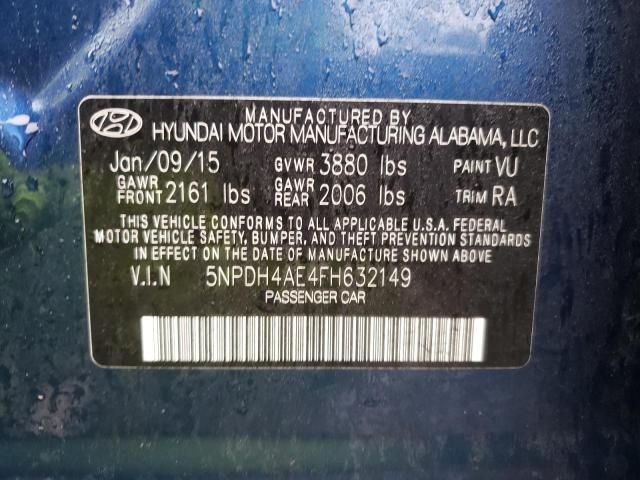 MANUFACTURED BY
HYUNDAI MOTOR MANUFACTURING ALABAMA, LLC
Jan/09/15 GVWR 3880 lbs PAINT VU
GAWR FRONT 2161 lbs GAWR REAR 2006 lbs TRIM RA
THIS VEHICLE CONFORMS TO ALL APPLICABLE U.S.A. FEDERAL
MOTOR VEHICLE SAFETY, BUMPER, AND THEFT PREVENTION STANDARDS
IN EFFECT ON THE DATE OF MANUFACTURE SHOWN ABOVE
V.I.N 5NPDH4AE4FH632149
PASSENGER CAR